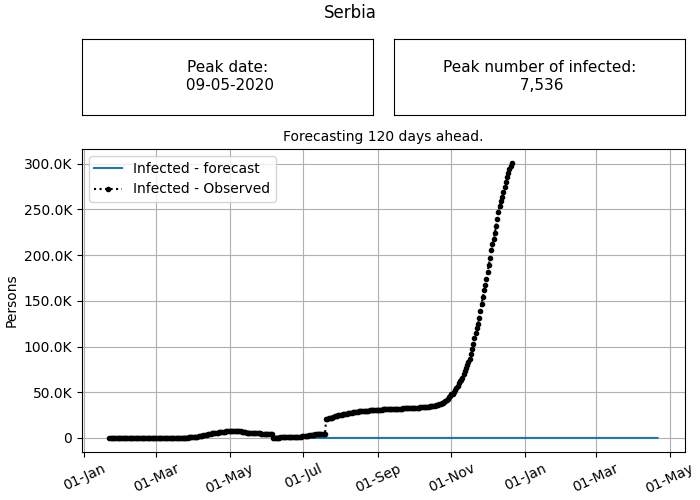 Serbia
Peak date:
09-05-2020
Peak number of infected:
7,536
Forecasting 120 days ahead.
Infected - forecast
Infected - Observed
Persons
300.0K
250.0K
200.0K
150.0K
100.0K
50.0K
0
01-Jan
01-Mar
01-May
01-Jul
01-Sep
01-Nov
01-Jan
01-Mar
01-May